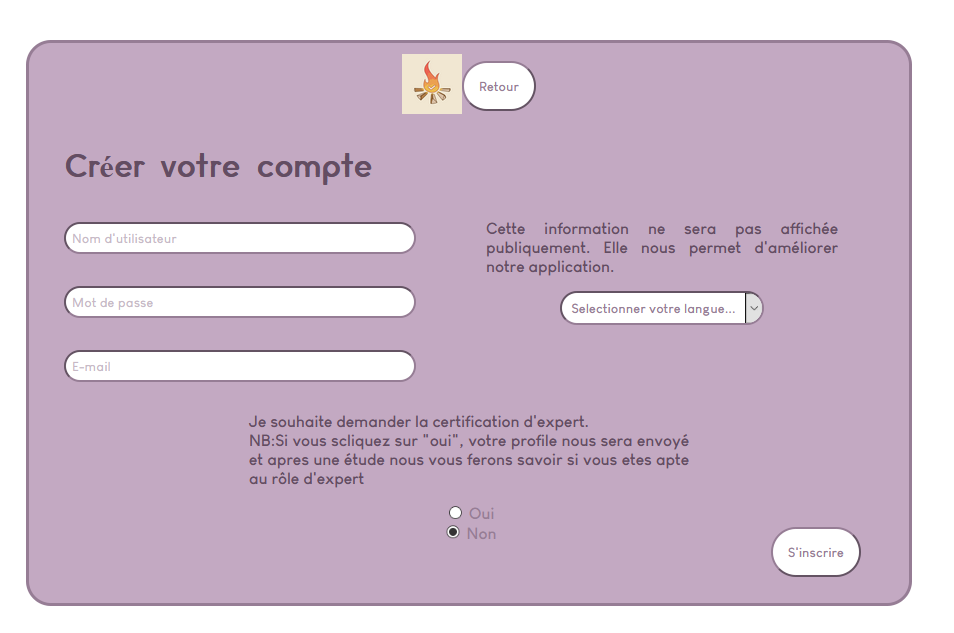 Retour
Créer votre compte
Nom d'utilisateur
Mot de passe
E-mail
Cette information ne sera pas affichée
publiquement. Elle nous permet d'améliorer
notre application.
Selectionner votre langue...
Je souhaite demander la certification d'expert.
NB:Si vous scliquez sur "oui", votre profile nous sera envoyé
et apres une étude nous vous ferons savoir si vous etes apte
au rôle d'expert
Oui
Non
S'inscrire